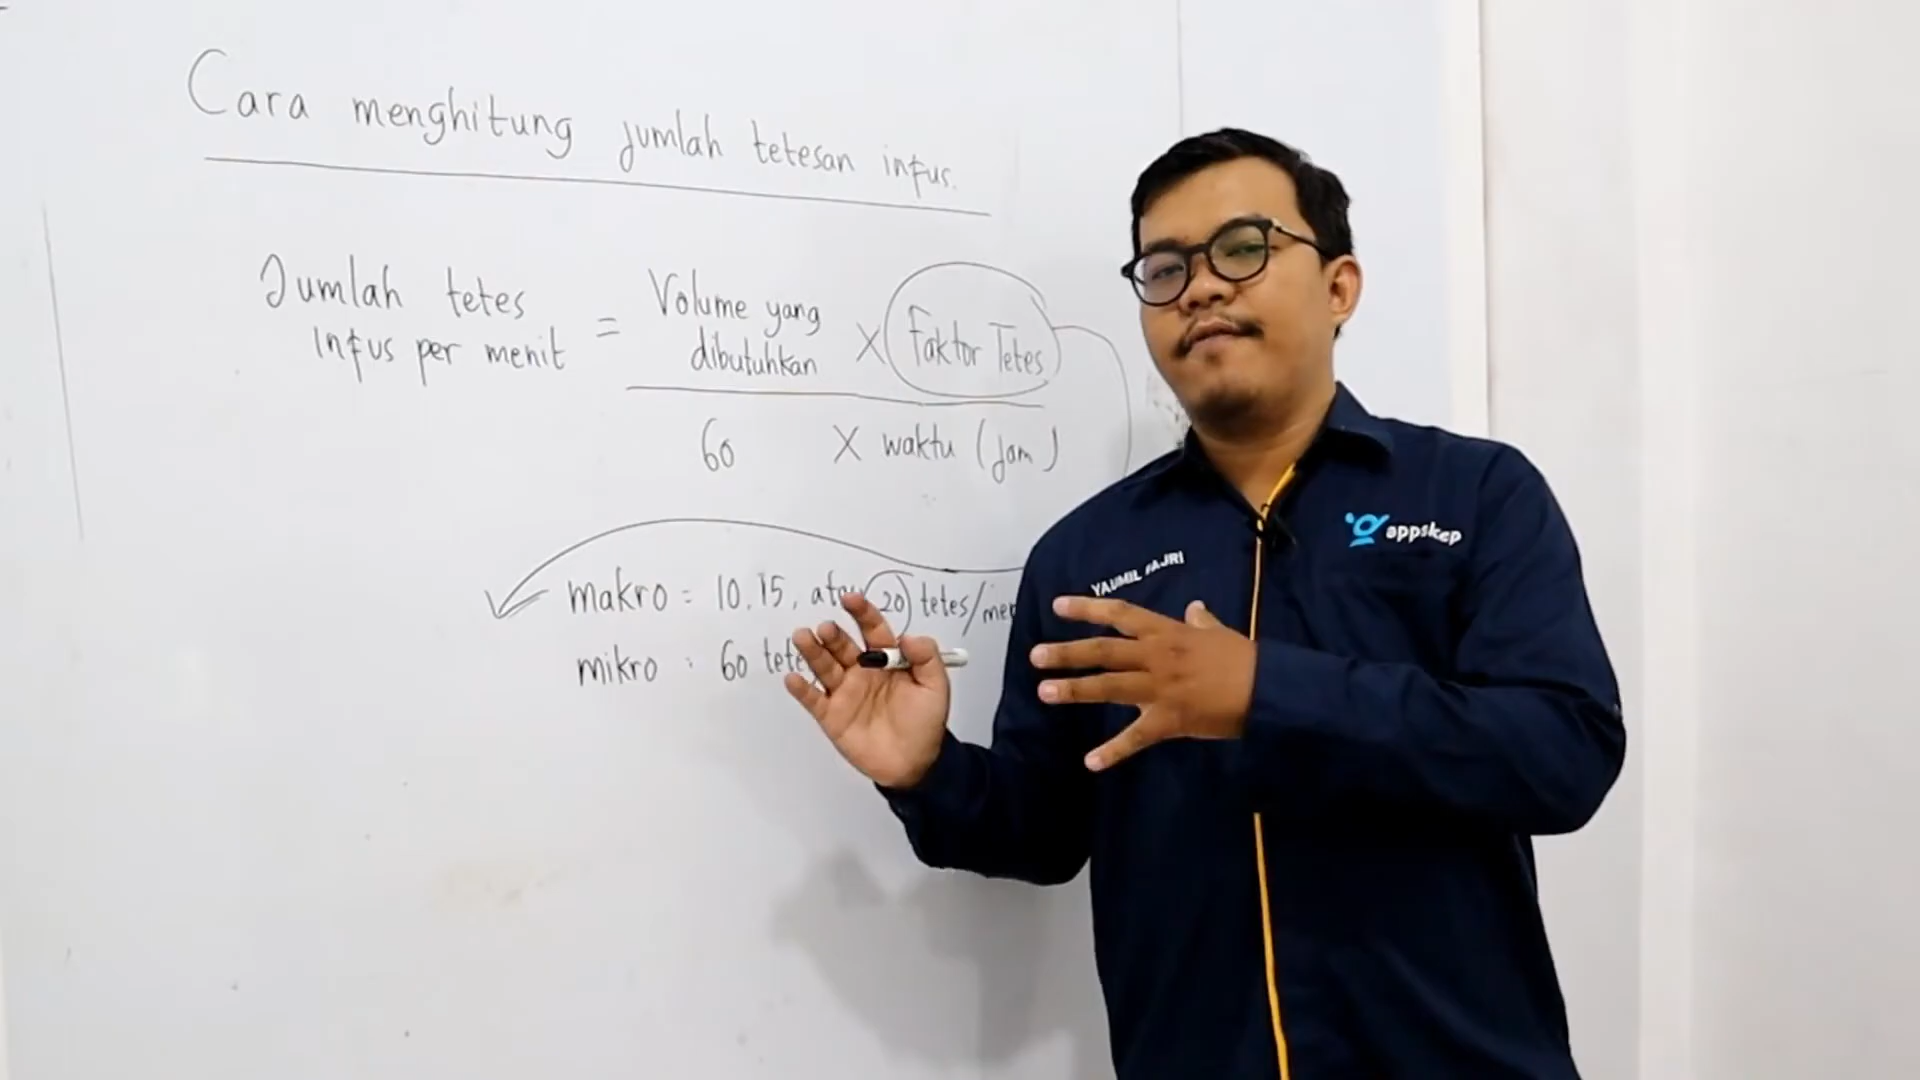 Cara menghitung jumlah tetesan infus.
Jumlah tetes infus per menit = Volume yang dibutuhkan X Faktor Tetes
60 X waktu (jam)
makro = 10, 15, atau 20 tetes/
mikro : 60
appskep
YAUMIL FAJRI